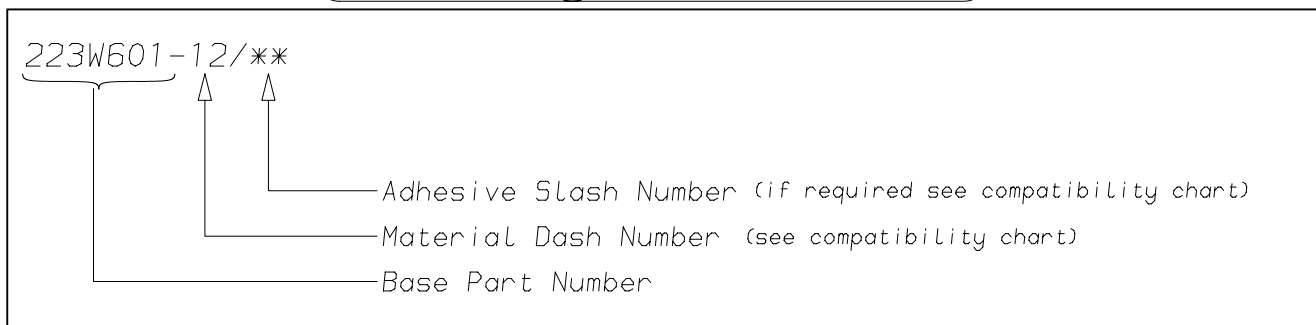 223W601-12/**
Adhesive Slash Number (if required see compatibility chart)
Material Dash Number (see compatibility chart)
Base Part Number